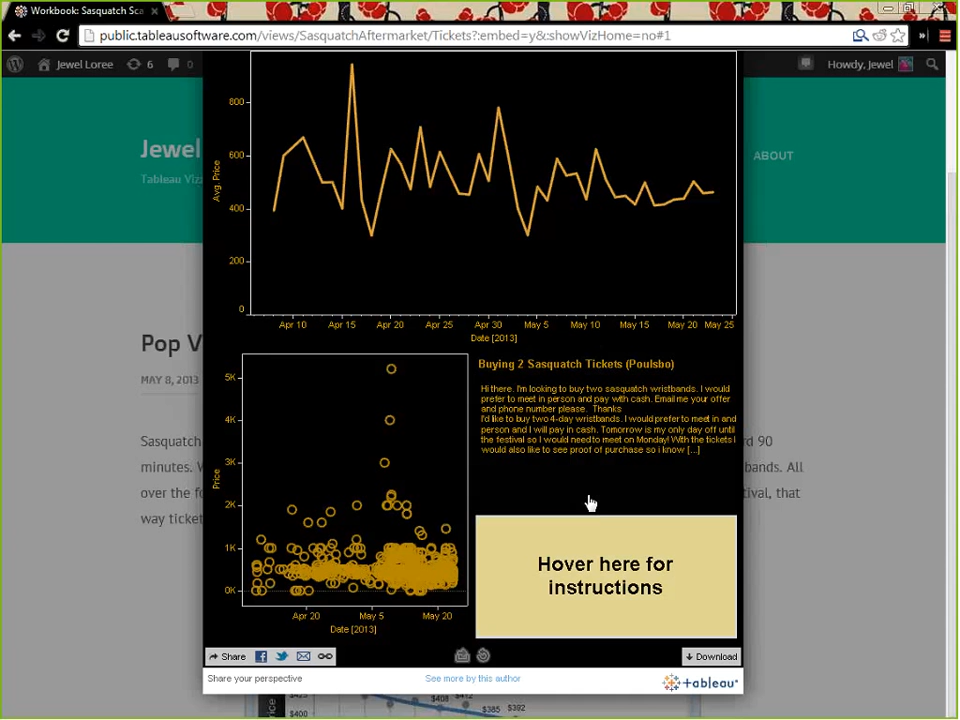 Workbook: Sasquatch Sca
public.tableausoftware.com/views/SasquatchAftermarket/Tickets?:embed=y&:showVizHome=no#1
Jewel Loree
6
0
Howdy, Jewel
Jewel
Tableau Viz
ABOUT
Pop V
MAY 8, 2013
Sasquatch
minutes. W
over the fo
way ticket
rd 90
bands. All
tival, that
Avg. Price
800
600
400
200
0
Apr 10
Apr 15
Apr 20
Apr 25
Apr 30
May 5
May 10
May 15
May 20
May 25
Date [2013]
Price
5K
4K
3K
2K
1K
0K
Apr 20
May 5
May 20
Date [2013]
Buying 2 Sasquatch Tickets (Poulsbo)
Hi there. I'm looking to buy two sasquatch wristbands. I would
prefer to meet in person and pay with cash. Email me your offer
and phone number please. Thanks
I'd like to buy two 4-day wristbands. I would prefer to meet in and
person and I will pay in cash. Tomorrow is my only day off until
the festival so I would need to meet on Monday! With the tickets I
would also like to see proof of purchase so i know [...]
Hover here for
instructions
Share
Download
Share your perspective
See more by this author
+ableau
$400
$408
$412
$385
$392